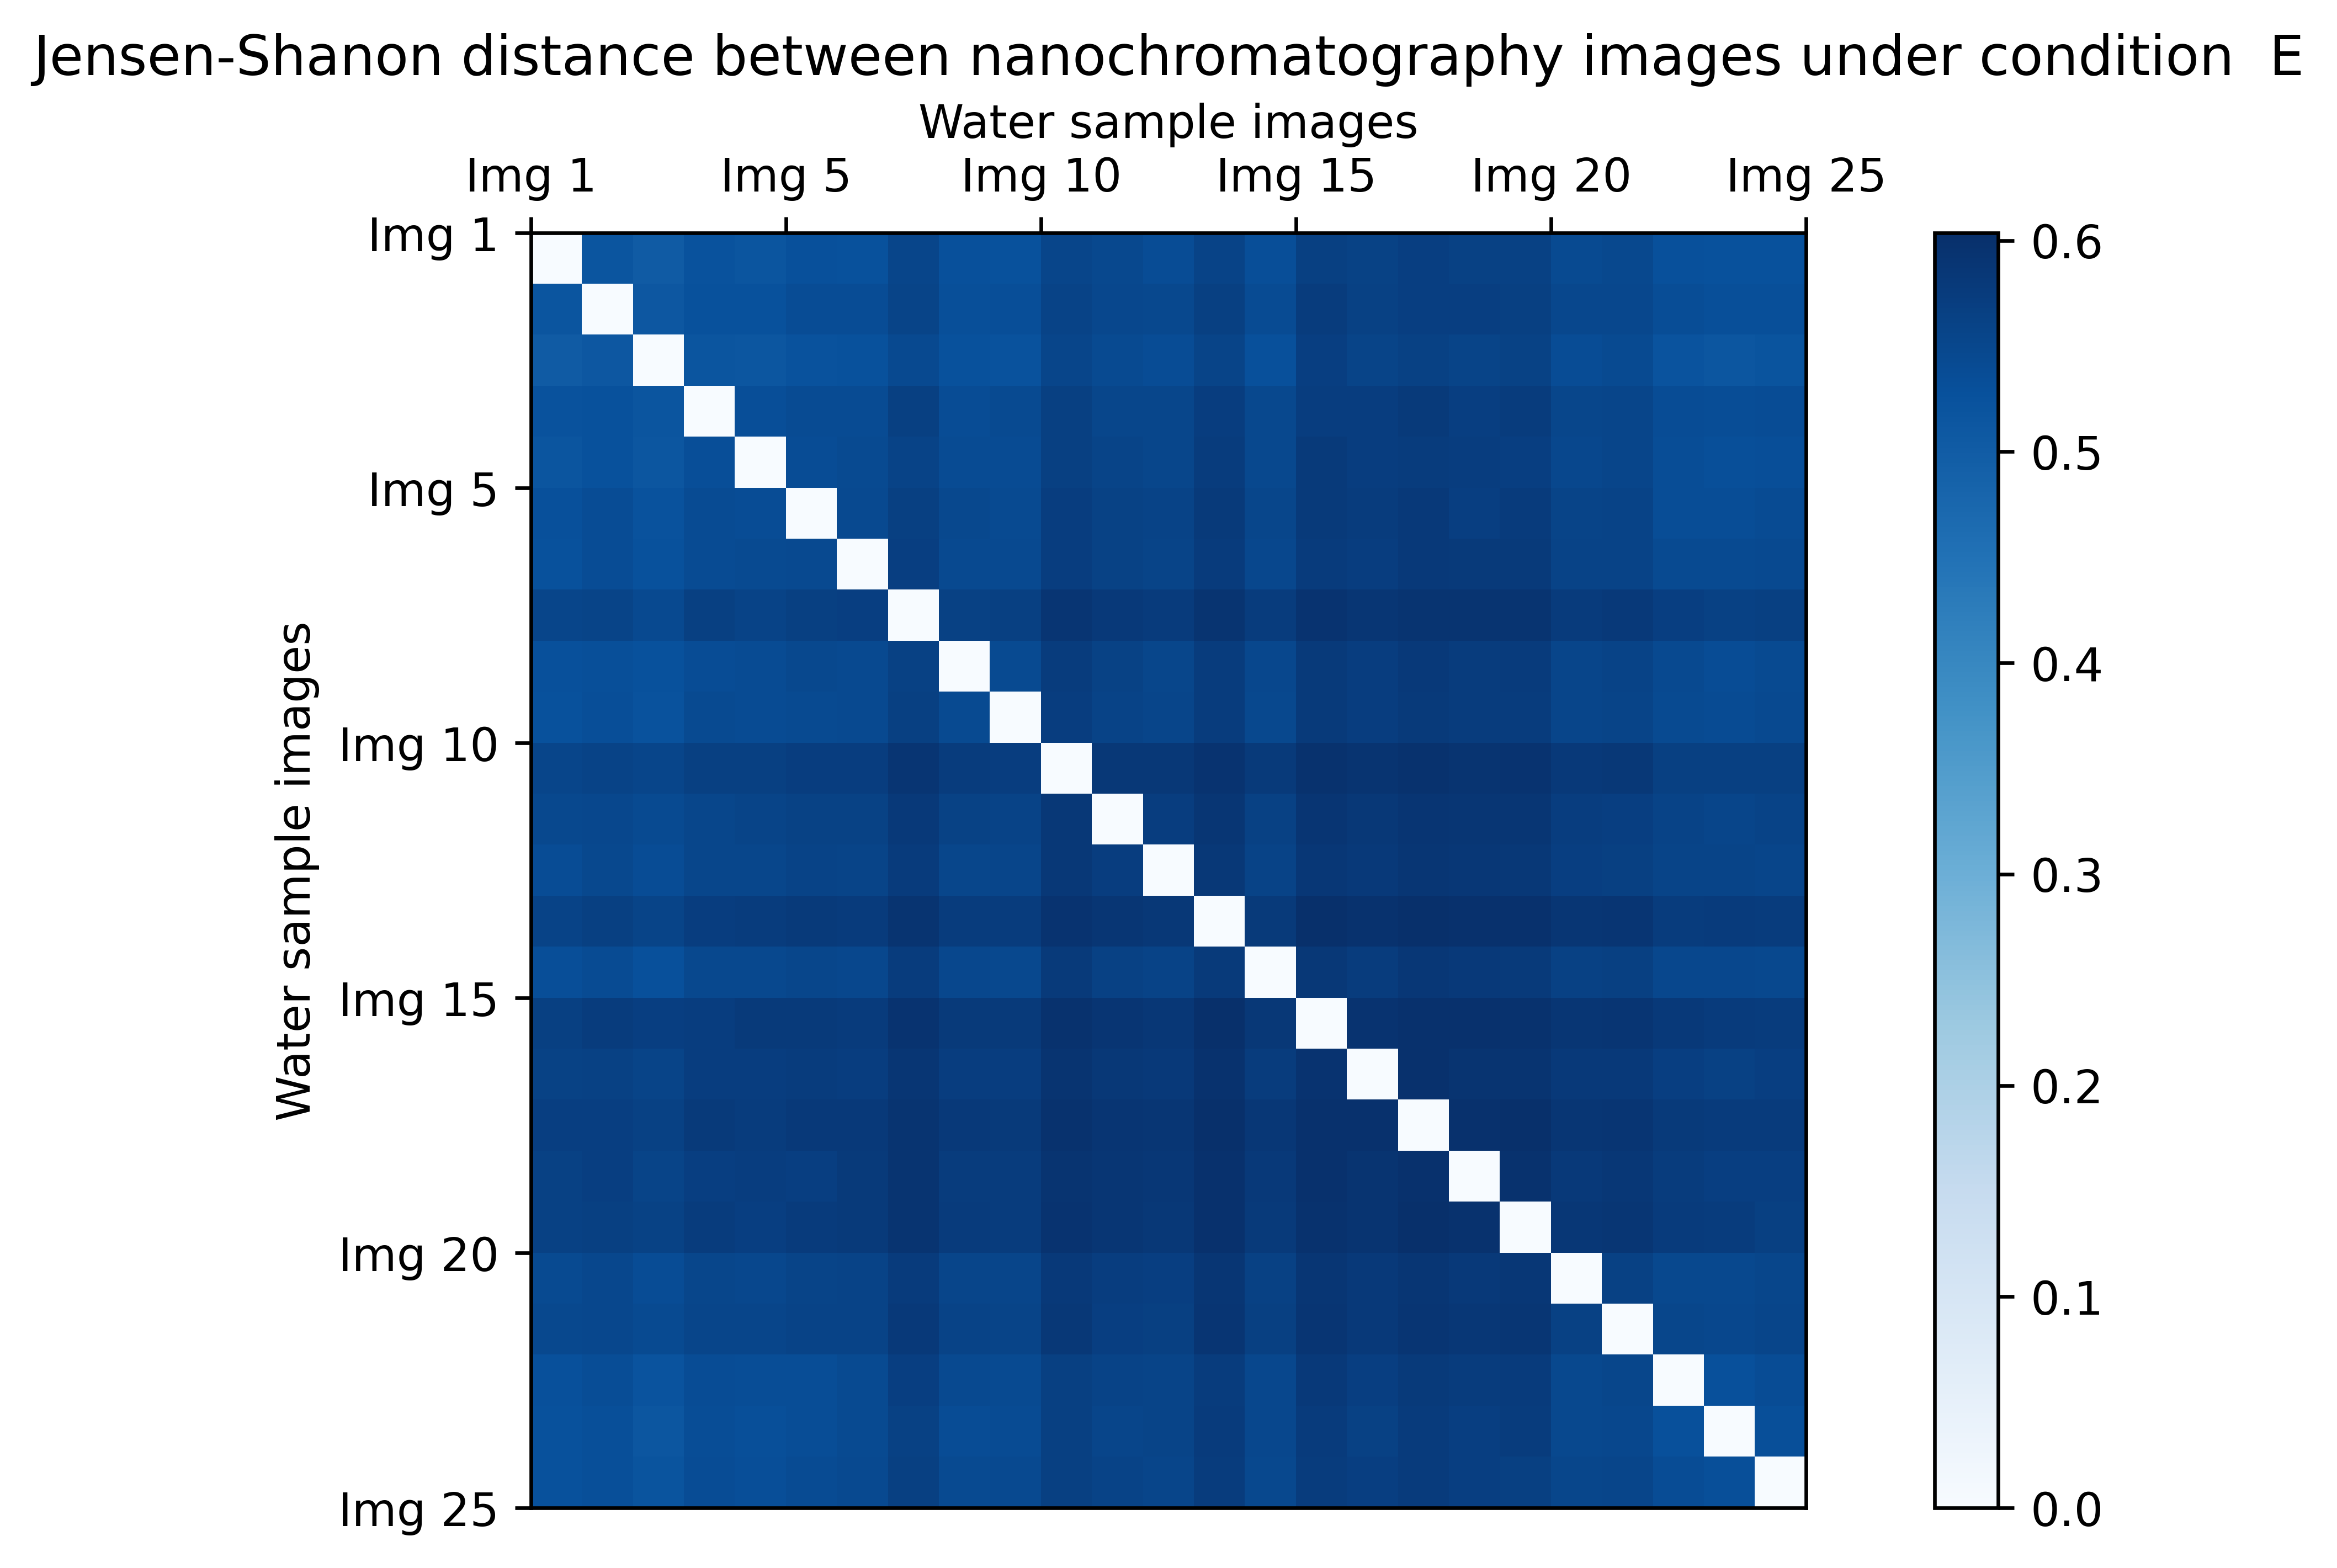 Jensen-Shanon distance between nanochromatography images under condition  E
Water sample images
Img 1 Img 5 Img 10 Img 15 Img 20 Img 25
Img 1
Img 5
Img 10
Img 15
Img 20
Img 25
Water sample images
0.6
0.5
0.4
0.3
0.2
0.1
0.0